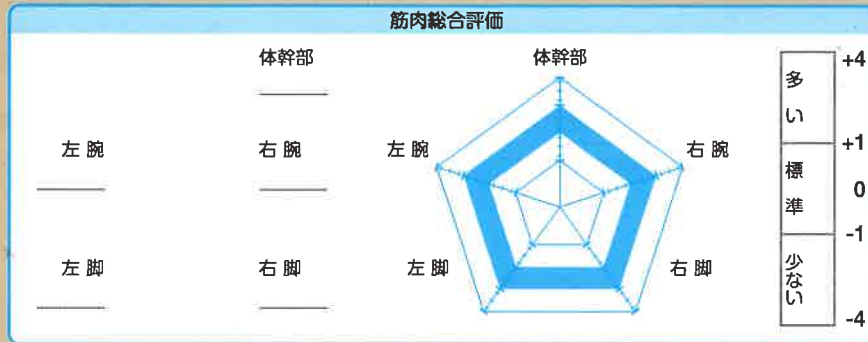 筋肉総合評価
体幹部
左腕
右腕
左脚
右脚
体幹部
左腕
右腕
左脚
右脚
多い
標準
少ない
+4
+1
0
-1
-4